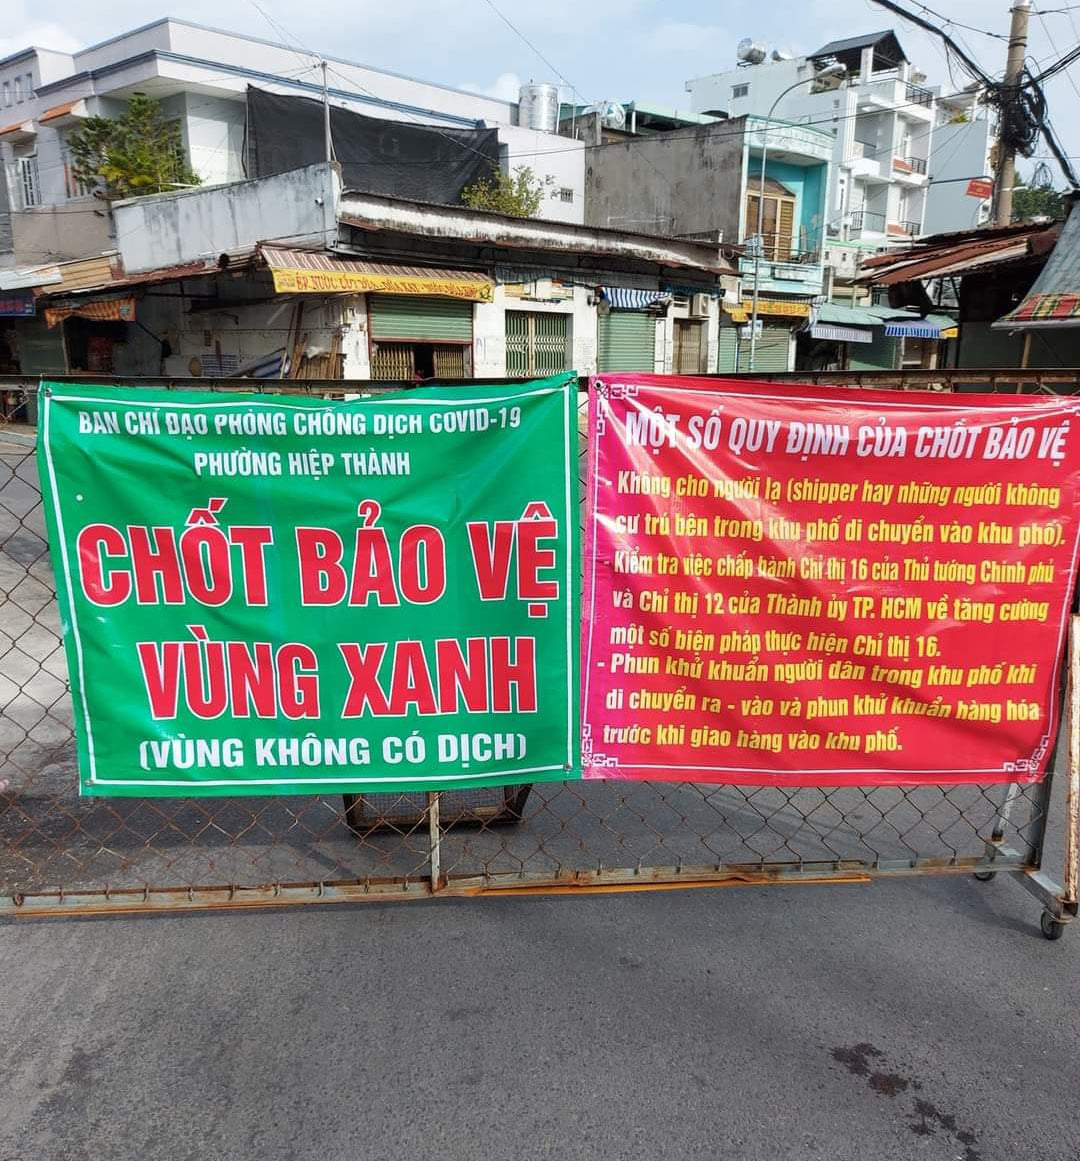 BAN CHỈ ĐẠO PHÒNG CHỐNG DỊCH COVID-19
PHƯỜNG HIỆP THÀNH
CHỐT BẢO VỆ
VÙNG XANH
(VÙNG KHÔNG CÓ DỊCH)
MỘT SỐ QUY ĐỊNH CỦA CHỐT BẢO VỆ
- Không cho người lạ (shipper hay những người không
cư trú bên trong khu phố di chuyển vào khu phố).
- Kiểm tra việc chấp hành Chỉ thị 16 của Thủ tướng Chính phủ
và Chỉ thị 12 của Thành ủy TP. HCM về tăng cường
một số biện pháp thực hiện Chỉ thị 16.
- Phun khử khuẩn người dân trong khu phố khi
di chuyển ra - vào và phun khử khuẩn hàng hóa
trước khi giao hàng vào khu phố.